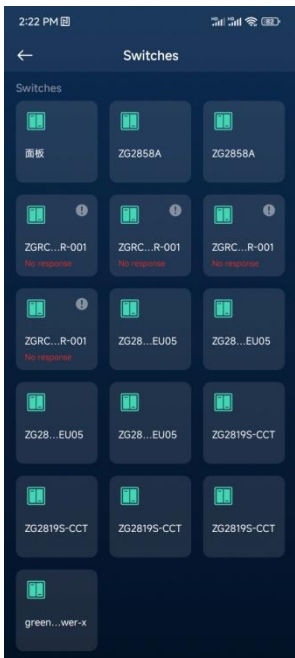 2:22 PM
82
Switches
Switches
面板
ZG2858A
ZG2858A
ZGRC...R-001
No response
ZGRC...R-001
No response
ZGRC...R-001
No response
ZGRC...R-001
No response
ZG28...EU05
ZG28...EU05
ZG28...EU05
ZG28...EU05
ZG2819S-CCT
ZG2819S-CCT
ZG2819S-CCT
ZG2819S-CCT
green...wer-x